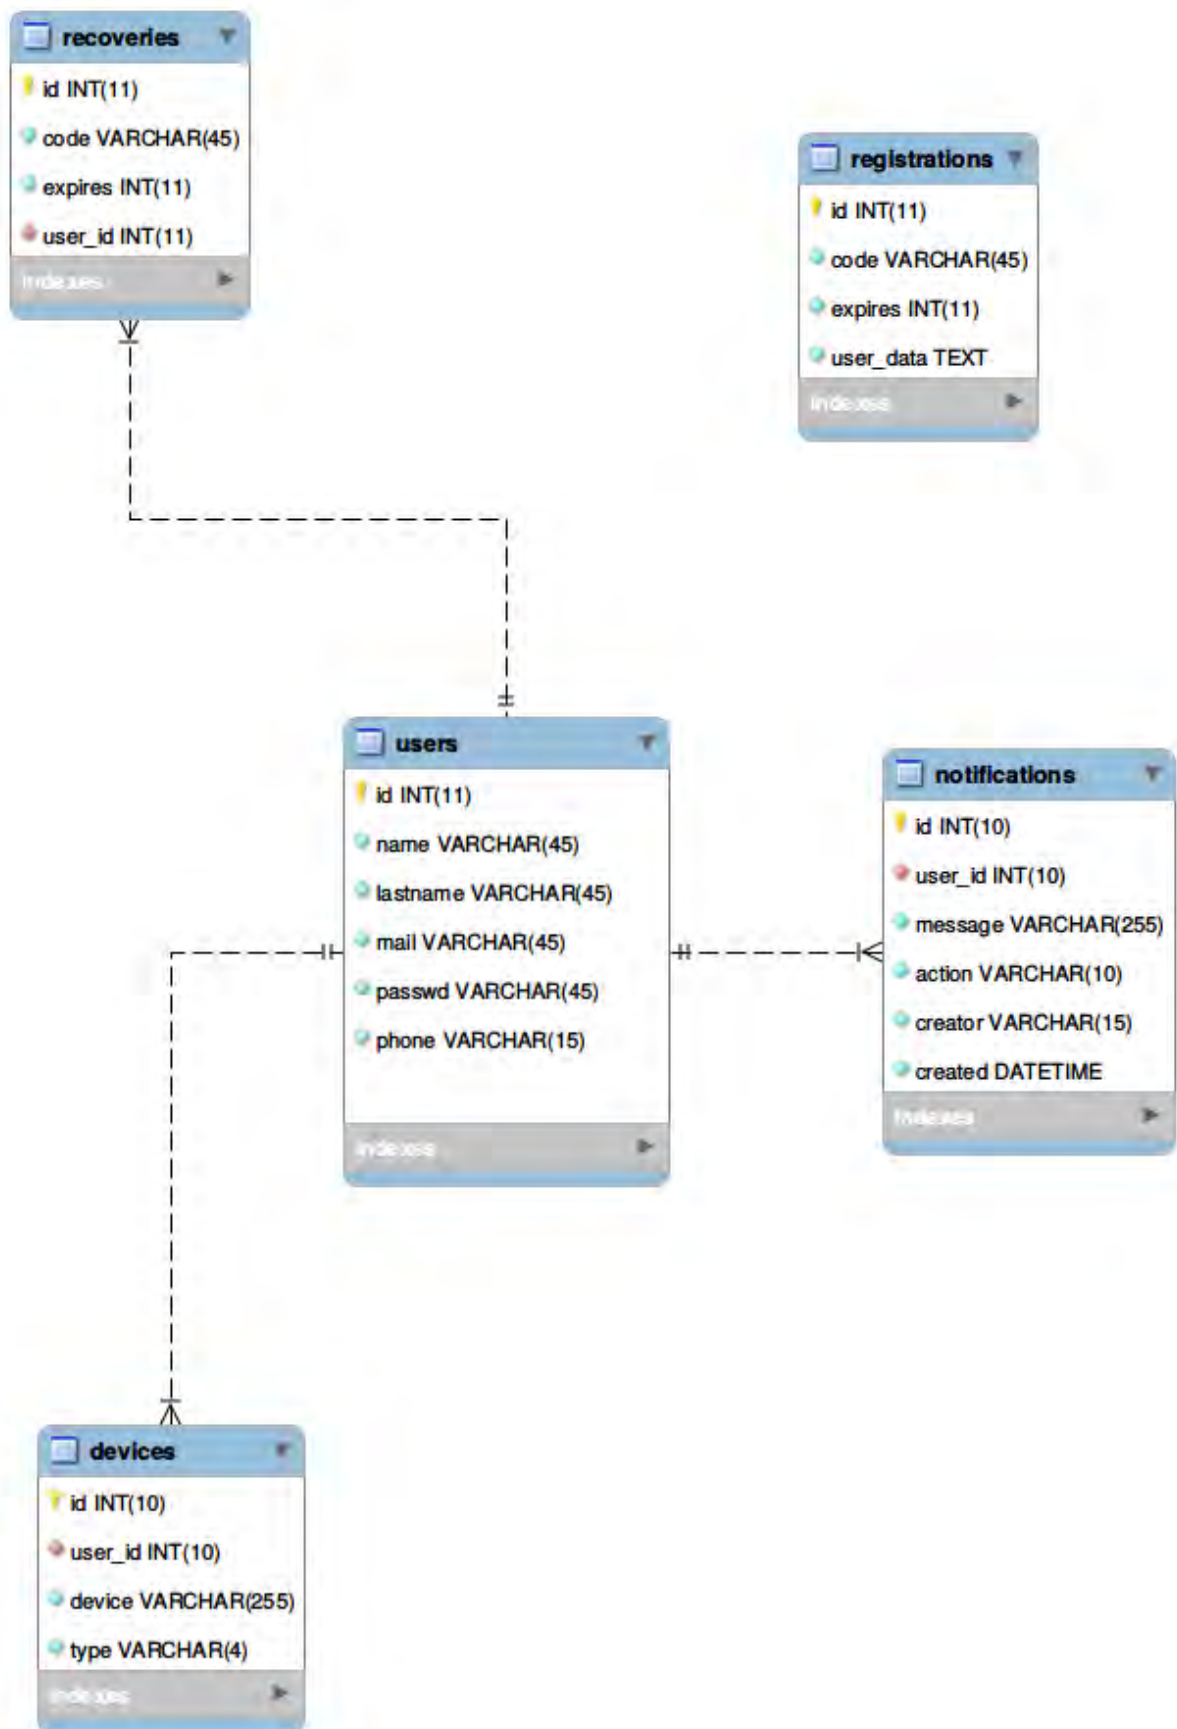 recoveries
id INT(11)
code VARCHAR(45)
expires INT(11)
user_id INT(11)
Indexes
registrations
id INT(11)
code VARCHAR(45)
expires INT(11)
user_data TEXT
Indexes
users
id INT(11)
name VARCHAR(45)
lastname VARCHAR(45)
mail VARCHAR(45)
passwd VARCHAR(45)
phone VARCHAR(15)
Indexes
notifications
id INT(10)
user_id INT(10)
message VARCHAR(255)
action VARCHAR(10)
creator VARCHAR(15)
created DATETIME
Indexes
devices
id INT(10)
user_id INT(10)
device VARCHAR(255)
type VARCHAR(4)
Indexes